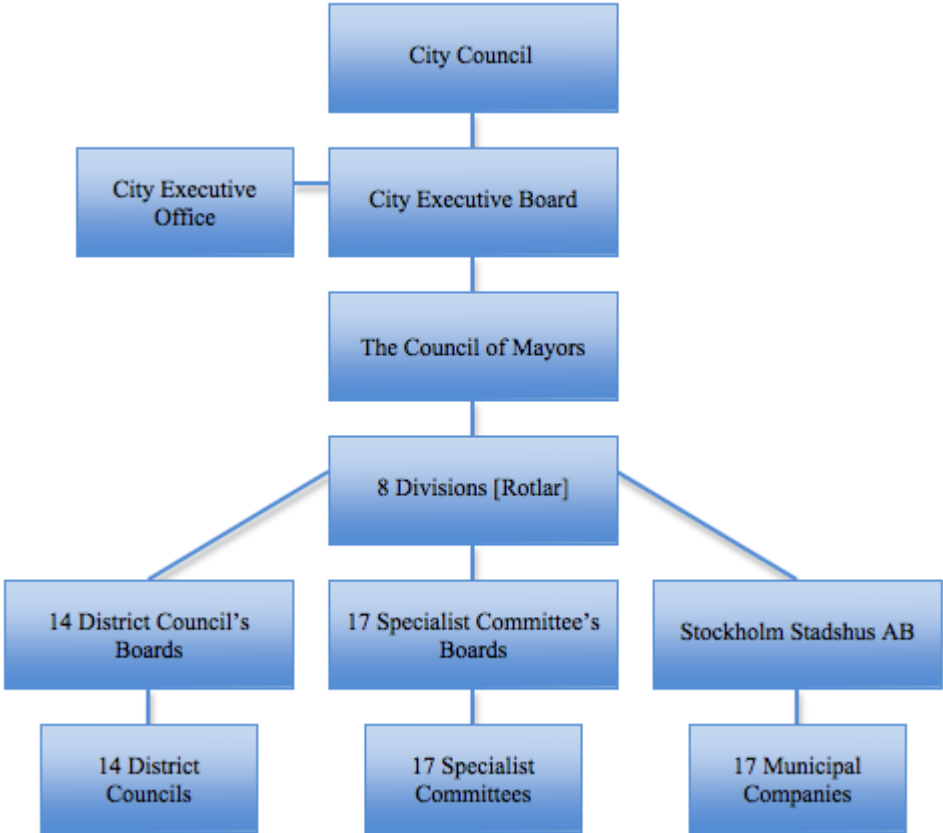 City Council
City Executive
Office
City Executive Board
The Council of Mayors
8 Divisions [Rotlar]
14 District Council's
Boards
17 Specialist Committee's
Boards
Stockholm Stadshus AB
14 District
Councils
17 Specialist
Committees
17 Municipal
Companies